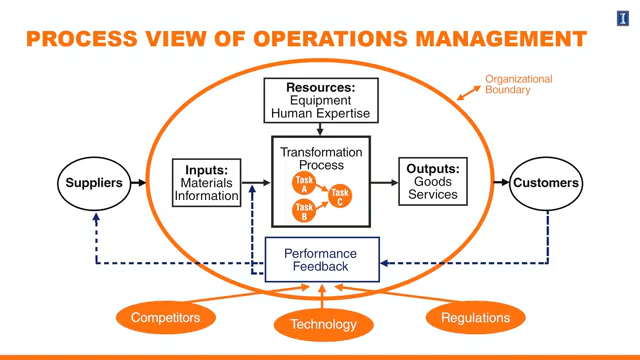 PROCESS VIEW OF OPERATIONS MANAGEMENT
I
Organizational
Boundary
Resources:
Equipment
Human Expertise
Transformation
Process
Task
A
Task
B
Task
C
Suppliers
Inputs:
Materials
Information
Outputs:
Goods
Services
Customers
Performance
Feedback
Competitors
Technology
Regulations